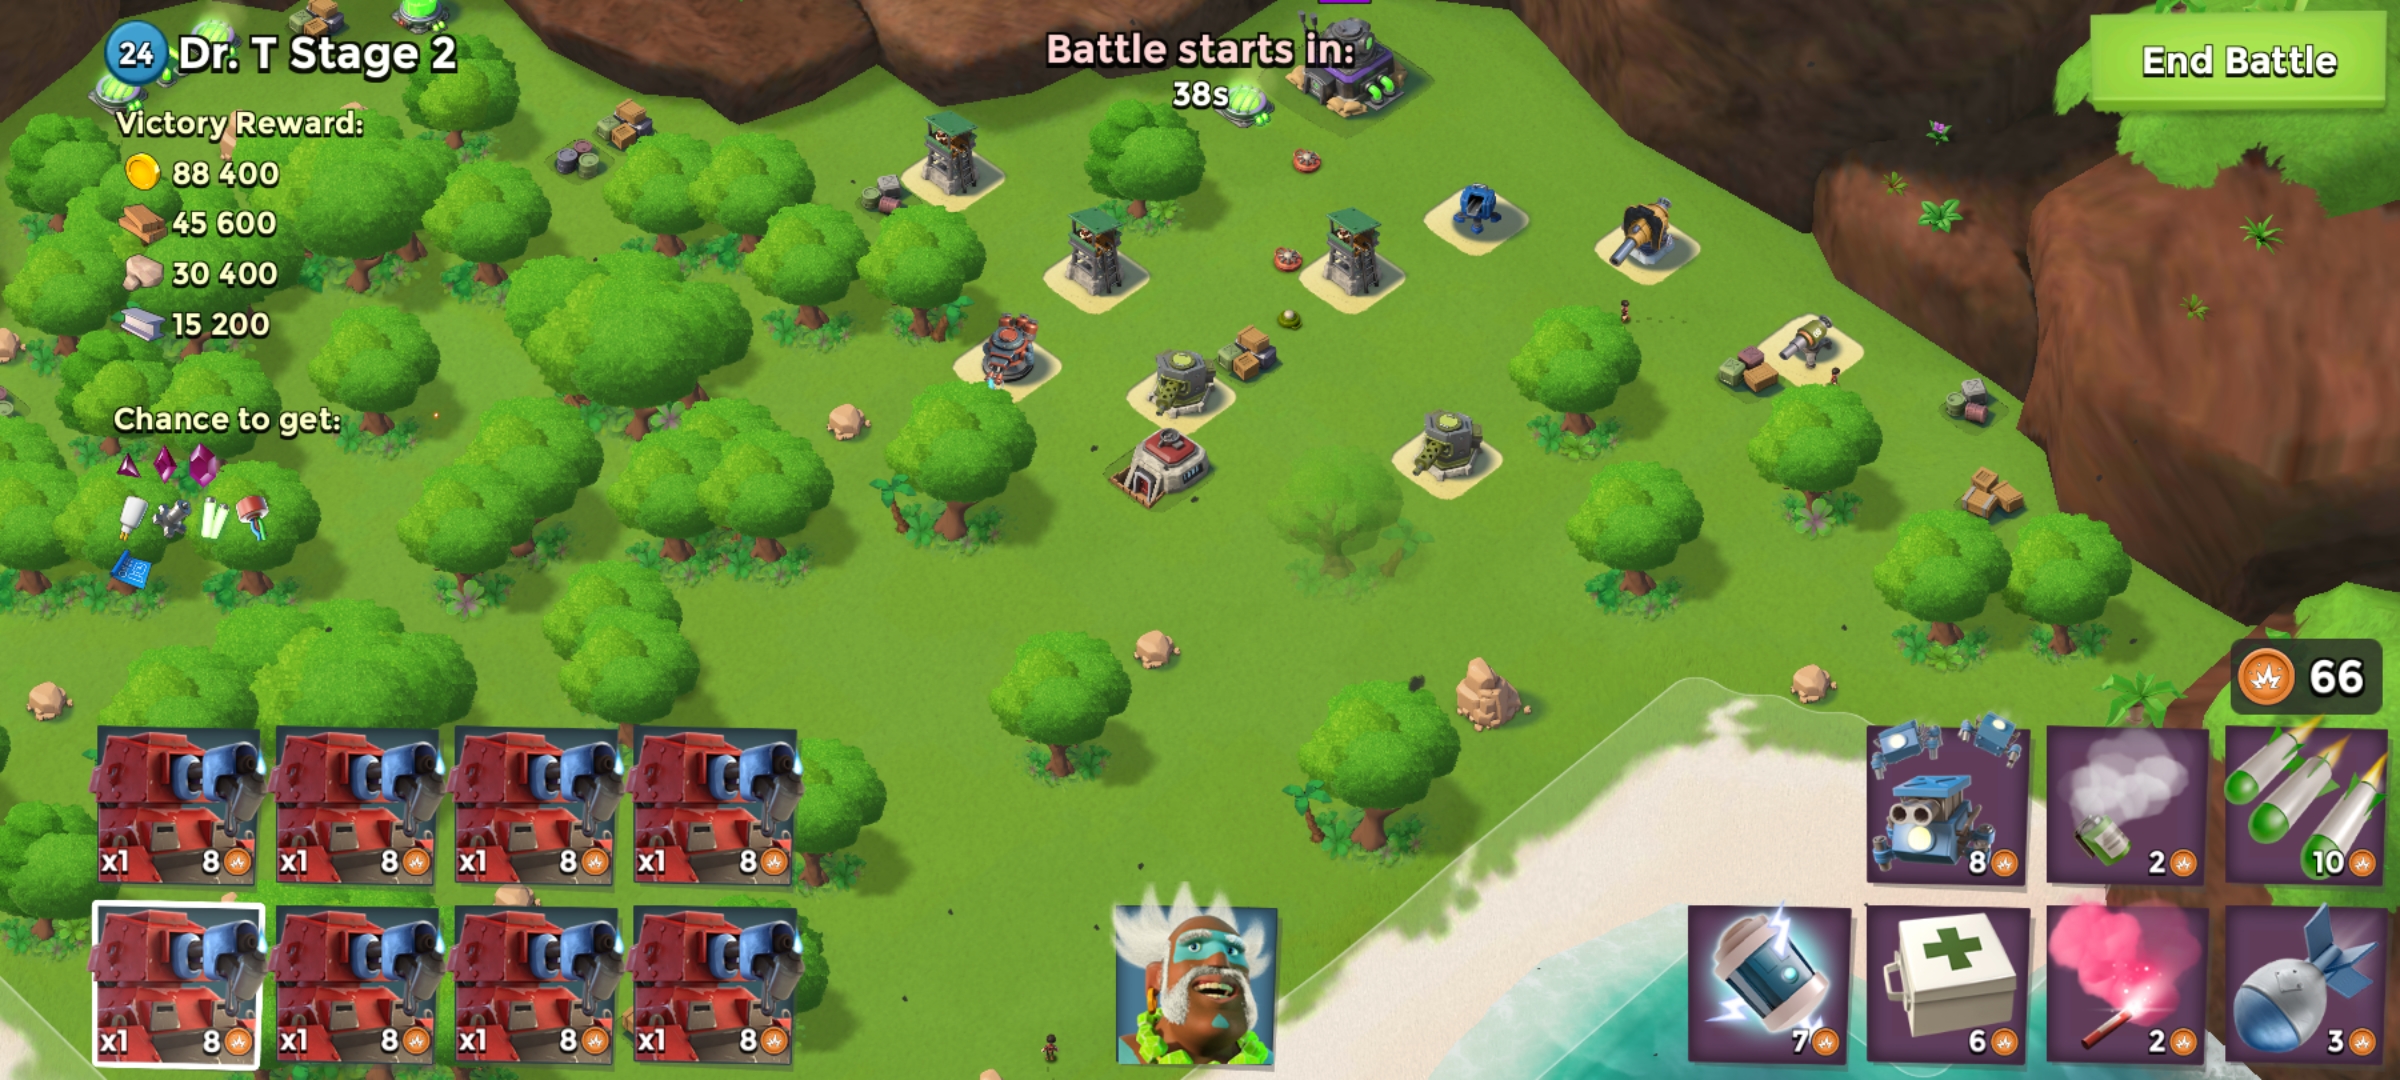 24 Dr. T Stage 2
Battle starts in:
38s
End Battle
Victory Reward:
88 400
45 600
30 400
15 200
Chance to get:
66
x1 8
x1 8
x1 8
x1 8
8
2
10
x1 8
x1 8
x1 8
x1 8
7
6
2
3